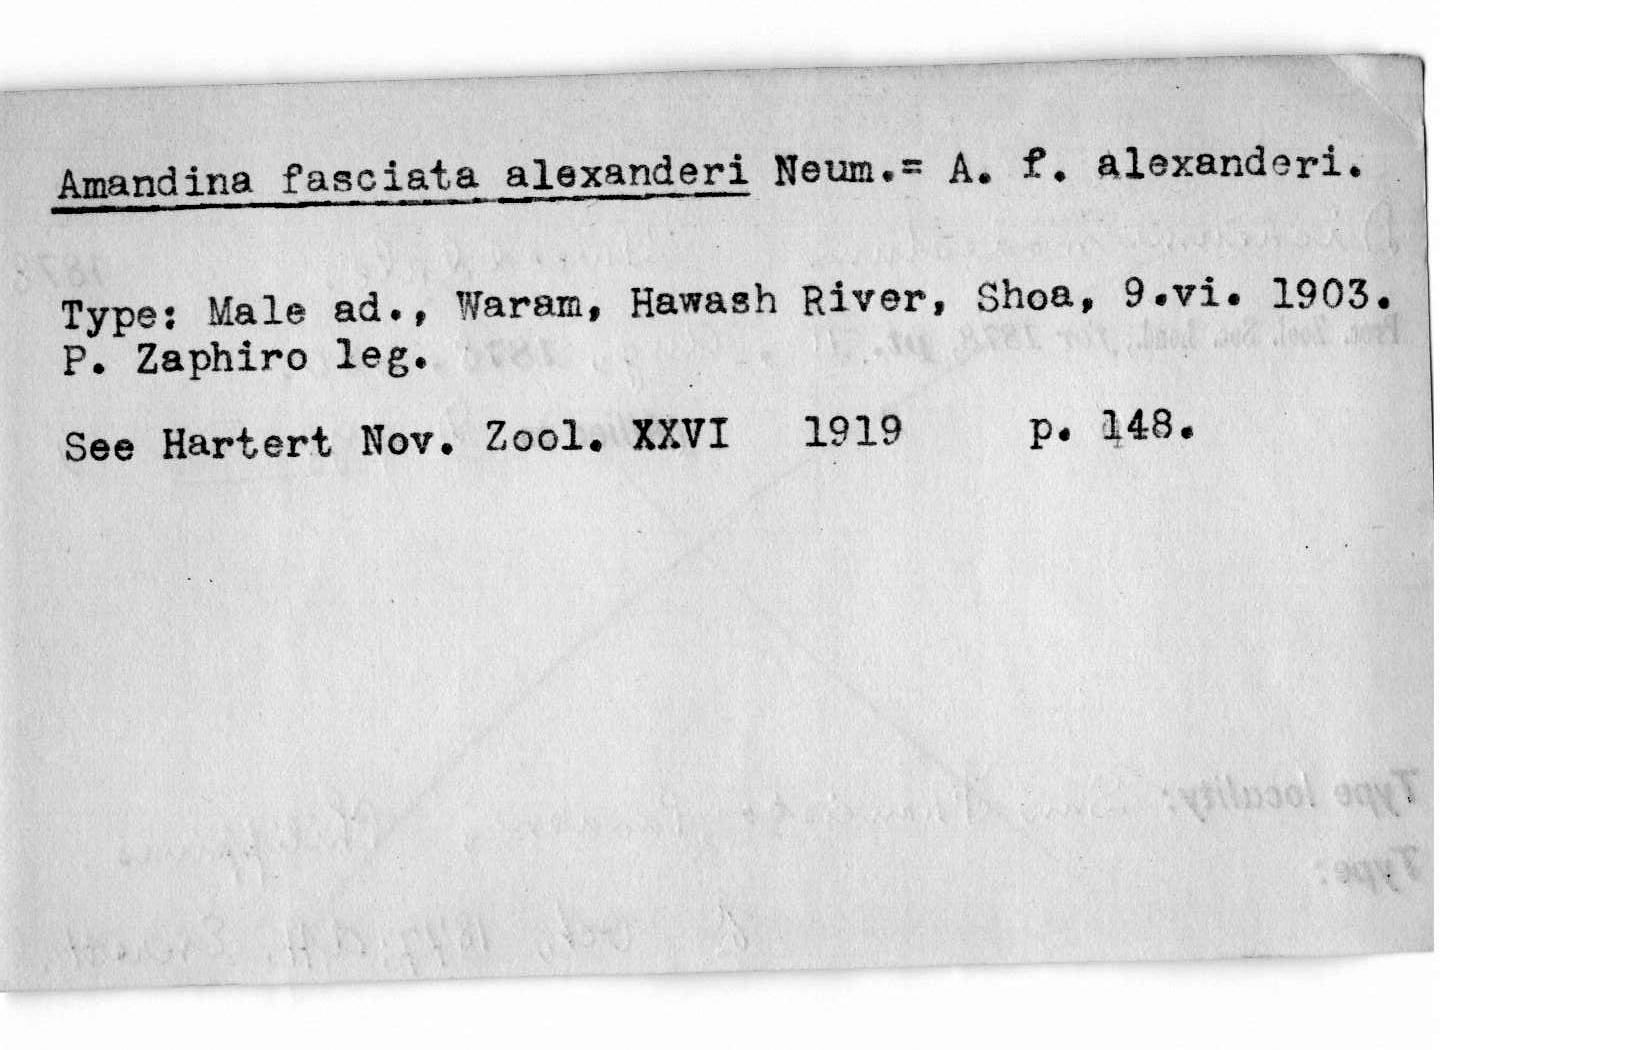 Amandina fasciata alexanderi Neum.= A. f. alexanderi.
Type: Male ad., Waram, Hawash River, Shoa, 9.vi. 1903.
P. Zaphiro leg.
See Hartert Nov. Zool. XXVI 1919 p. 148.